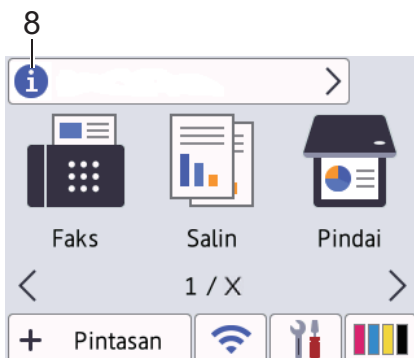 8
i
Faks Salin Pindai
1 / X
+ Pintasan